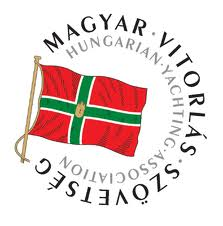 MAGYAR · VITORLÁS · SZÖVETSÉG
HUNGARIAN · YACHTING · ASSOCIATION